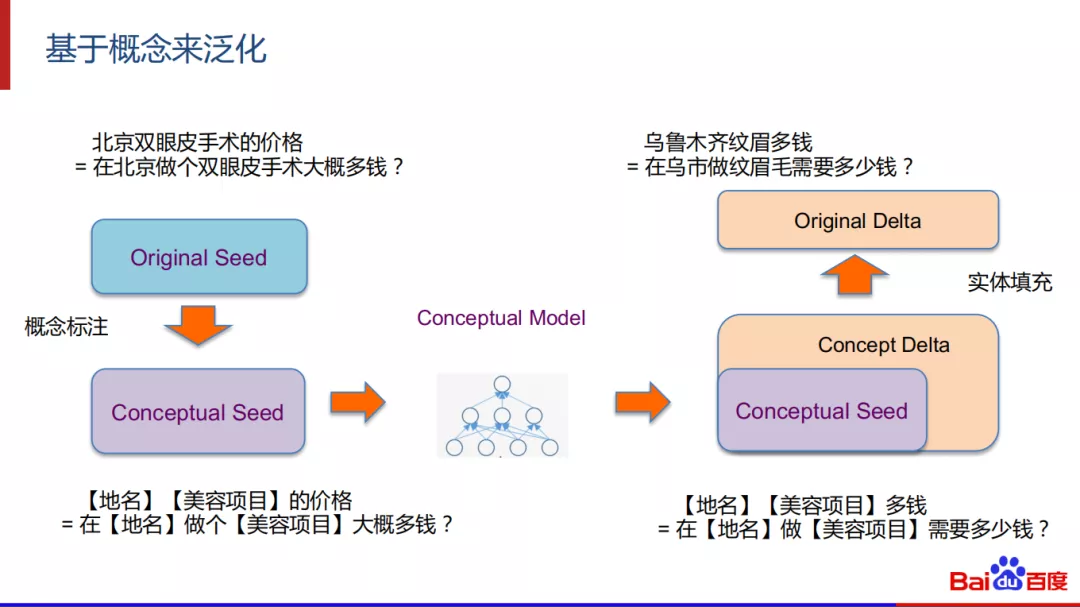 基于概念来泛化
北京双眼皮手术的价格
= 在北京做个双眼皮手术大概多钱？
乌鲁木齐纹眉多钱
= 在乌市做纹眉毛需要多少钱？
Original Seed
Original Delta
概念标注
实体填充
Conceptual Model
Concept Delta
Conceptual Seed
Conceptual Seed
【地名】【美容项目】的价格
= 在【地名】做个【美容项目】大概多钱？
【地名】【美容项目】多钱
= 在【地名】做【美容项目】需要多少钱？
Bai du 百度